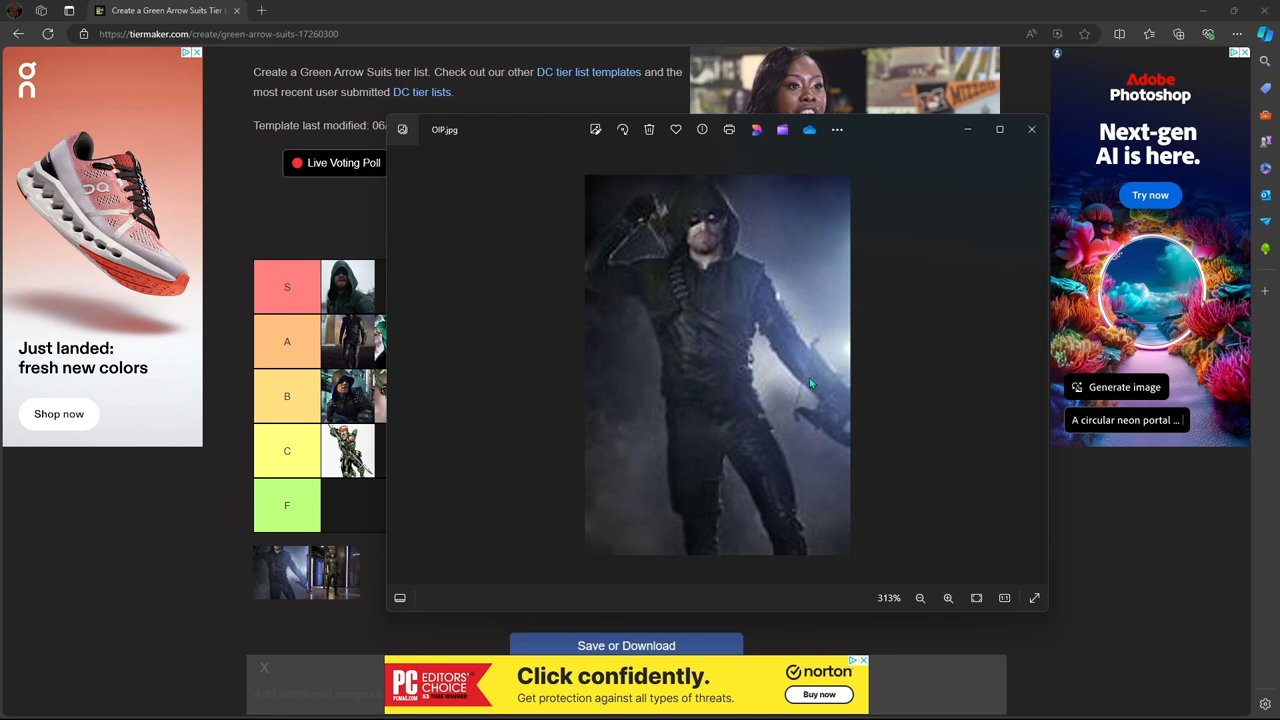 Create a Green Arrow Suits Tier l
https://tiermaker.com/create/green-arrow-suits-17260300
Create a Green Arrow Suits tier list. Check out our other DC tier list templates and the
most recent user submitted DC tier lists.
Template last modified: 06/
Live Voting Poll
OIP.jpg
S
A
B
C
F
313%
Save or Download
X
on
Just landed:
fresh new colors
Shop now
MIZZOU
Adobe
Photoshop
Next-gen
AI is here.
Try now
Generate image
A circular neon portal ...
PC
EDITORS'
CHOICE
PCMAG.COM
Click confidently.
Get protection against all types of threats.
norton
Buy now